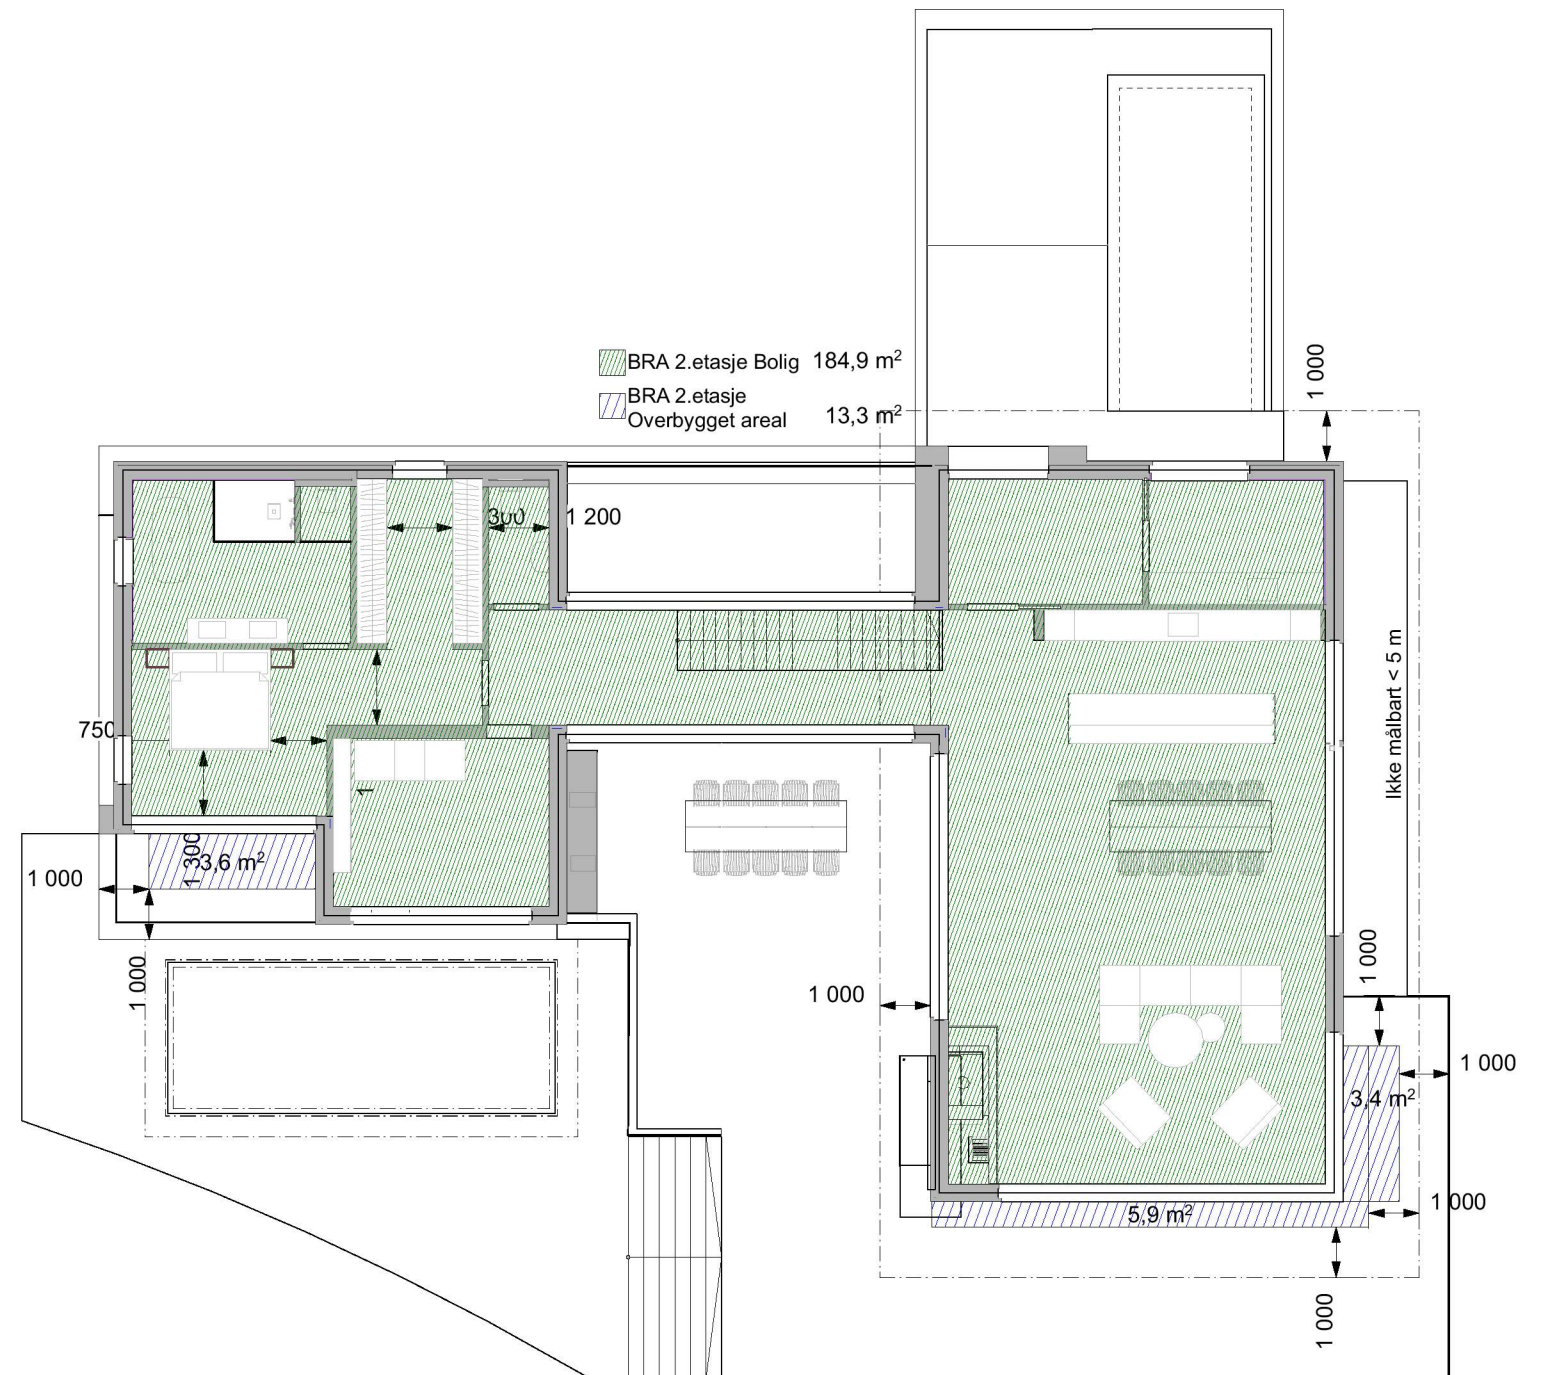 1 000
BRA 2.etasje Bolig 184,9 m²
BRA 2.etasje
Overbygget areal 13,3 m²
300
1 200
Ikke målbart < 5 m
750
1
1 300
3,6 m²
1 000
1 000
1 000
1 000
1 000
3,4 m²
1 000
5,9 m²
1 000